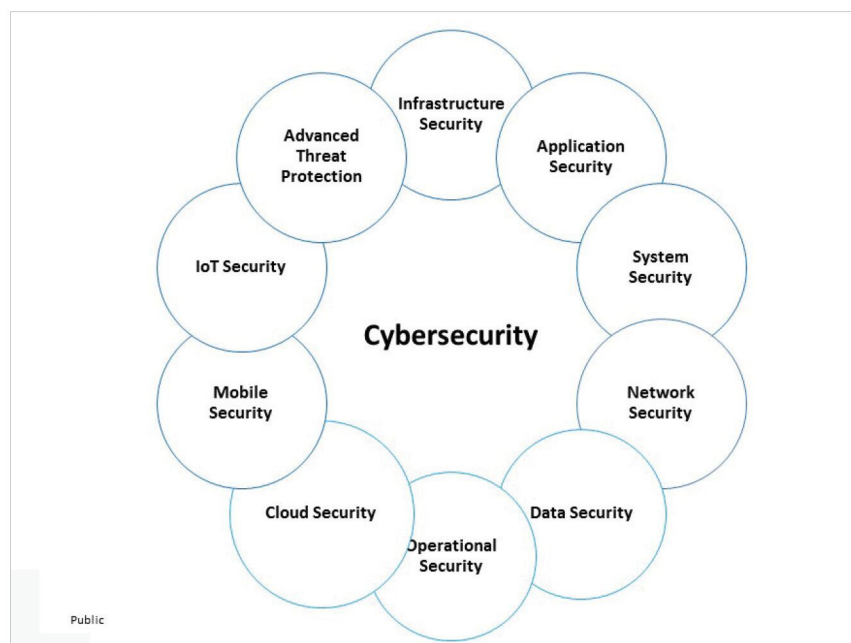 Infrastructure
Security
Application
Security
System
Security
Network
Security
Data Security
Operational
Security
Cloud Security
Mobile
Security
IoT Security
Advanced
Threat
Protection
Cybersecurity
Public